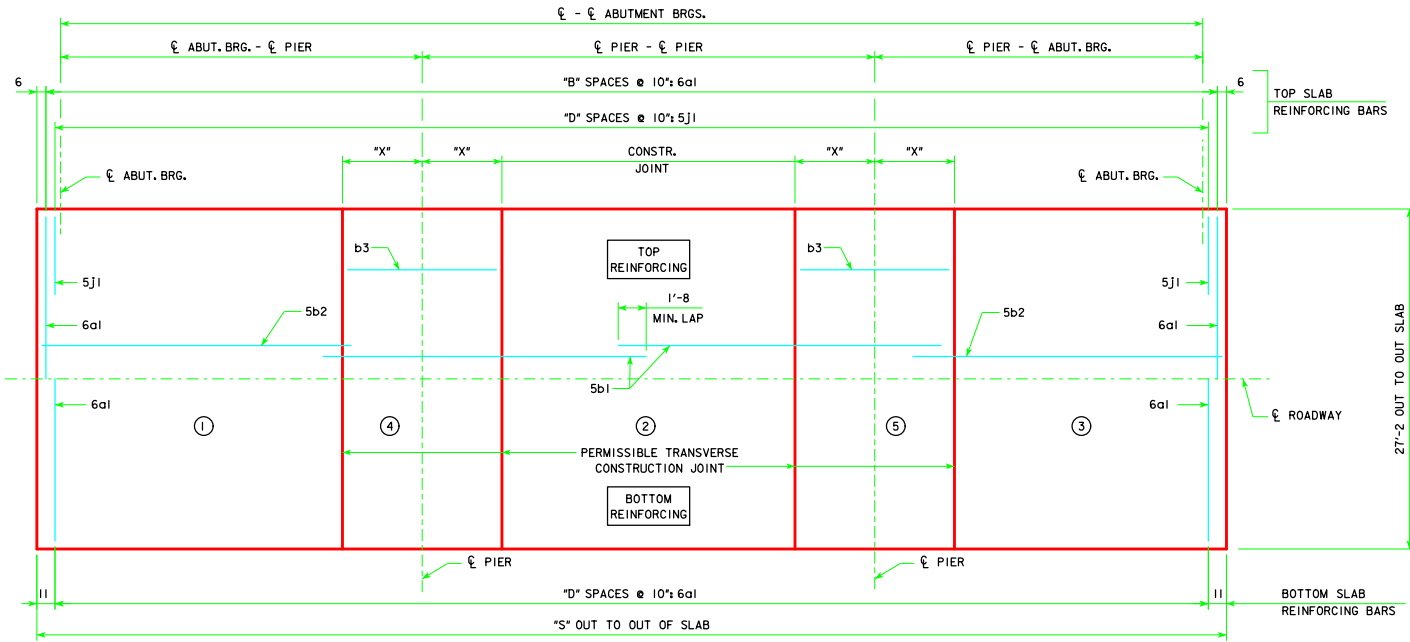 ℄ - ℄ ABUTMENT BRGS.
℄ ABUT. BRG. - ℄ PIER
℄ PIER - ℄ PIER
℄ PIER - ℄ ABUT. BRG.
6
"B" SPACES @ 10": 6a1
6
TOP SLAB
REINFORCING BARS
"D" SPACES @ 10": 5j1
"X"
"X"
CONSTR.
JOINT
"X"
"X"
℄ ABUT. BRG.
℄ ABUT. BRG.
b3
TOP
REINFORCING
b3
5j1
5j1
1'-8
MIN. LAP
5b2
5b2
6a1
6a1
5b1
6a1
6a1
℄ ROADWAY
27'-2 OUT TO OUT SLAB
1
4
2
5
3
PERMISSIBLE TRANSVERSE
CONSTRUCTION JOINT
BOTTOM
REINFORCING
℄ PIER
℄ PIER
11
"D" SPACES @ 10": 6a1
11
BOTTOM SLAB
REINFORCING BARS
"S" OUT TO OUT OF SLAB